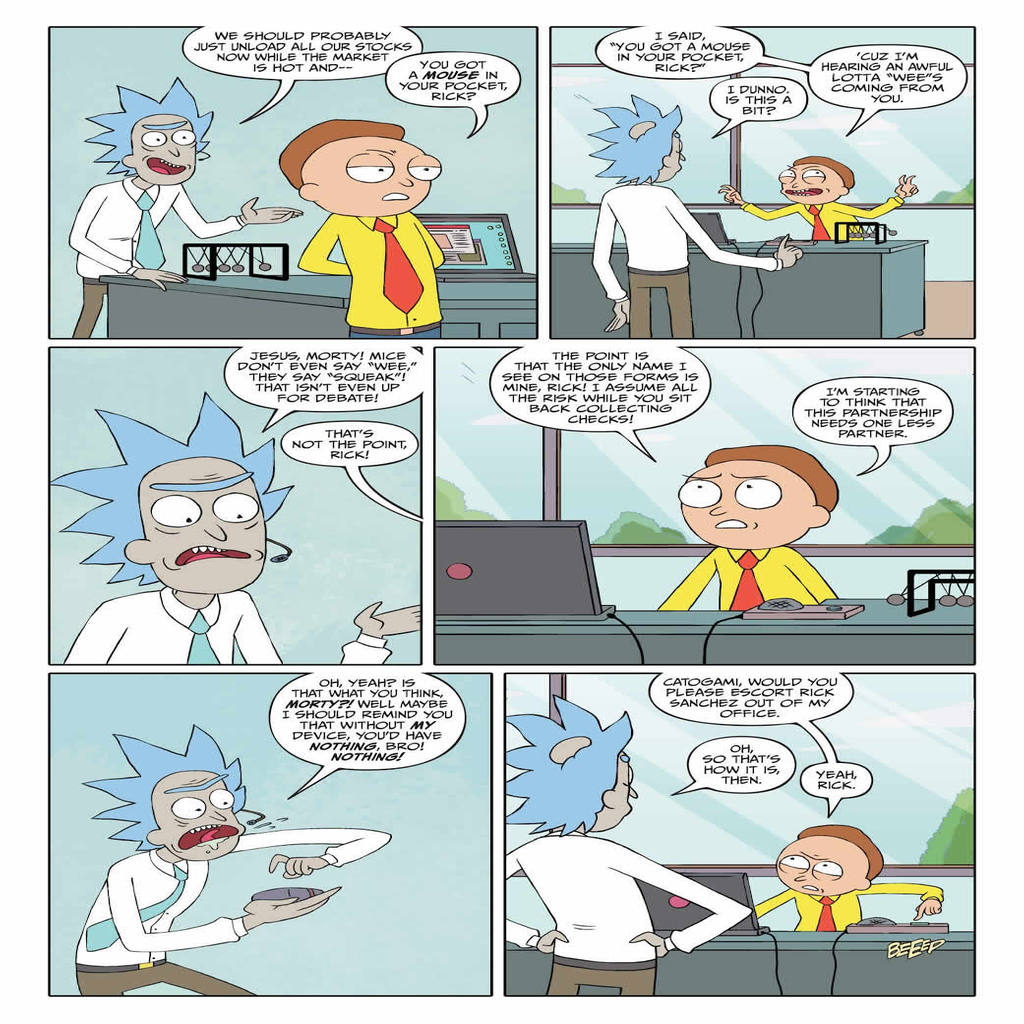 WE SHOULD PROBABLY
JUST UNLOAD ALL OUR STOCKS
NOW WHILE THE MARKET
IS HOT AND--
YOU GOT
A MOUSE IN
YOUR POCKET,
RICK?
I SAID,
"YOU GOT A MOUSE
IN YOUR POCKET,
RICK?"
I DUNNO.
IS THIS A
BIT?
'CUZ I'M
HEARING AN AWFUL
LOTTA "WEE"S
COMING FROM
YOU.
JESUS, MORTY! MICE
DON'T EVEN SAY "WEE,"
THEY SAY "SQUEAK"!
THAT ISN'T EVEN UP
FOR DEBATE!
THAT'S
NOT THE POINT,
RICK!
THE POINT IS
THAT THE ONLY NAME I
SEE ON THOSE FORMS IS
MINE, RICK! I ASSUME ALL
THE RISK WHILE YOU SIT
BACK COLLECTING
CHECKS!
I'M STARTING
TO THINK THAT
THIS PARTNERSHIP
NEEDS ONE LESS
PARTNER.
OH, YEAH? IS
THAT WHAT YOU THINK,
MORTY?! WELL MAYBE
I SHOULD REMIND YOU
THAT WITHOUT MY
DEVICE, YOU'D HAVE
NOTHING, BRO!
NOTHING!
CATOGAMI, WOULD YOU
PLEASE ESCORT RICK
SANCHEZ OUT OF MY
OFFICE.
OH,
SO THAT'S
HOW IT IS,
THEN.
YEAH,
RICK.
BEEEP